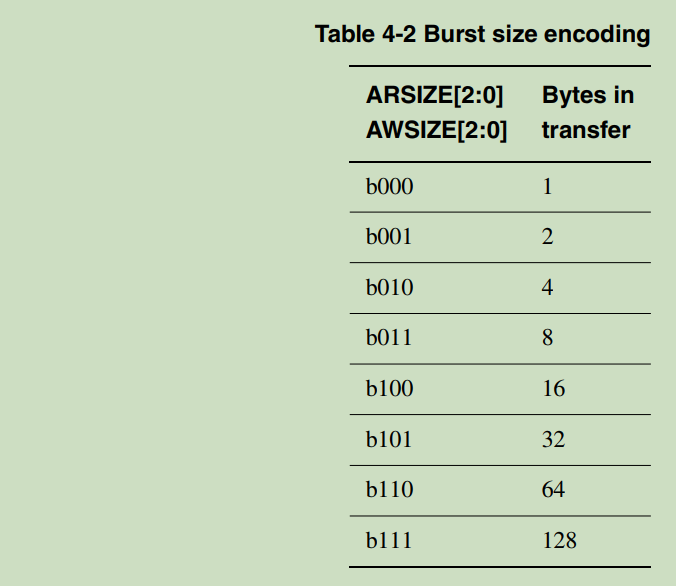 Table 4-2 Burst size encoding
ARSIZE[2:0] Bytes in
AWSIZE[2:0] transfer
b000 1
b001 2
b010 4
b011 8
b100 16
b101 32
b110 64
b111 128